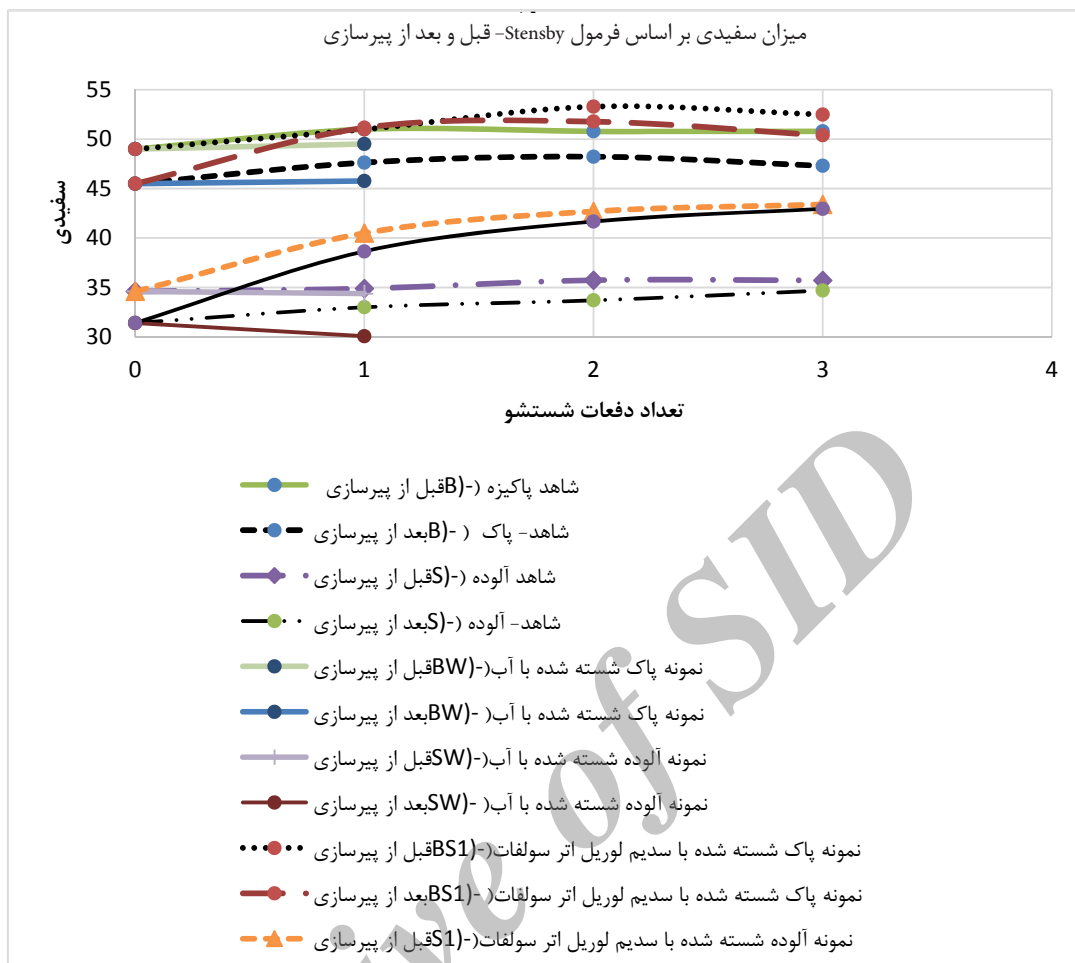 میزان سفیدی بر اساس فرمول Stensby- قبل و بعد از پیرسازی
55
50
45
40
35
30
سفیدی
0 1 2 3 4
تعداد دفعات شستشو
شاهد پاکیزه (-(Bقبل از پیرسازی
شاهد- پاک ( -(Bبعد از پیرسازی
شاهد آلوده (-(Sقبل از پیرسازی
شاهد- آلوده (-(Sبعد از پیرسازی
نمونه پاک شسته شده با آب(-(BWقبل از پیرسازی
نمونه پاک شسته شده با آب( -(BWبعد از پیرسازی
نمونه آلوده شسته شده با آب(-(SWقبل از پیرسازی
نمونه آلوده شسته شده با آب( -(SWبعد از پیرسازی
نمونه پاک شسته شده با سدیم لوریل اتر سولفات(-(BS1قبل از پیرسازی
نمونه پاک شسته شده با سدیم لوریل اتر سولفات( -(BS1بعد از پیرسازی
نمونه آلوده شسته شده با سدیم لوریل اتر سولفات(-(S1قبل از پیرسازی
ive of SID